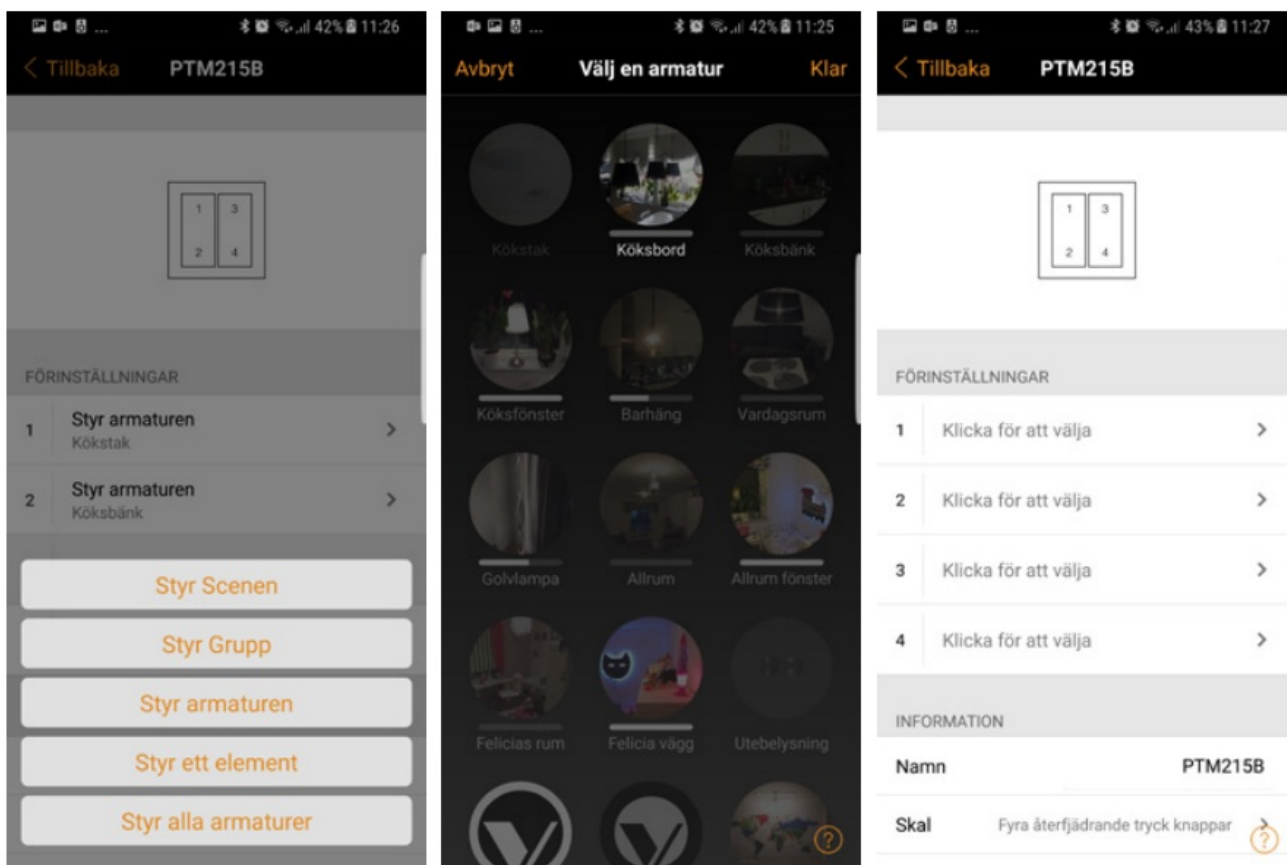 ... 42% 11:26
Tillbaka PTM215B
1 3
2 4
FÖRINSTÄLLNINGAR
1 Styr armaturen
Kökstak
2 Styr armaturen
Köksbänk
Styr Scenen
Styr Grupp
Styr armaturen
Styr ett element
Styr alla armaturer
... 42% 11:25
Avbryt Välj en armatur Klar
Kökstak Köksbord Köksbänk
Köksfönster Barhäng Vardagsrum
Golvlampa Allrum Allrum fönster
Felicias rum Felicia vägg Utebelysning
?
... 43% 11:27
Tillbaka PTM215B
1 3
2 4
FÖRINSTÄLLNINGAR
1 Klicka för att välja
2 Klicka för att välja
3 Klicka för att välja
4 Klicka för att välja
INFORMATION
Namn PTM215B
Skal Fyra återfjädrande tryck knappar
?